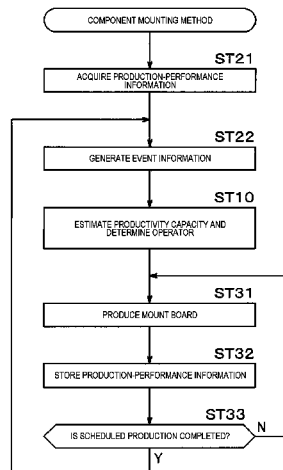 COMPONENT MOUNTING METHOD
ST21
ACQUIRE PRODUCTION-PERFORMANCE
INFORMATION
ST22
GENERATE EVENT INFORMATION
ST10
ESTIMATE PRODUCTIVITY CAPACITY AND
DETERMINE OPERATOR
ST31
PRODUCE MOUNT BOARD
ST32
STORE PRODUCTION-PERFORMANCE INFORMATION
ST33
IS SCHEDULED PRODUCTION COMPLETED?
N
Y